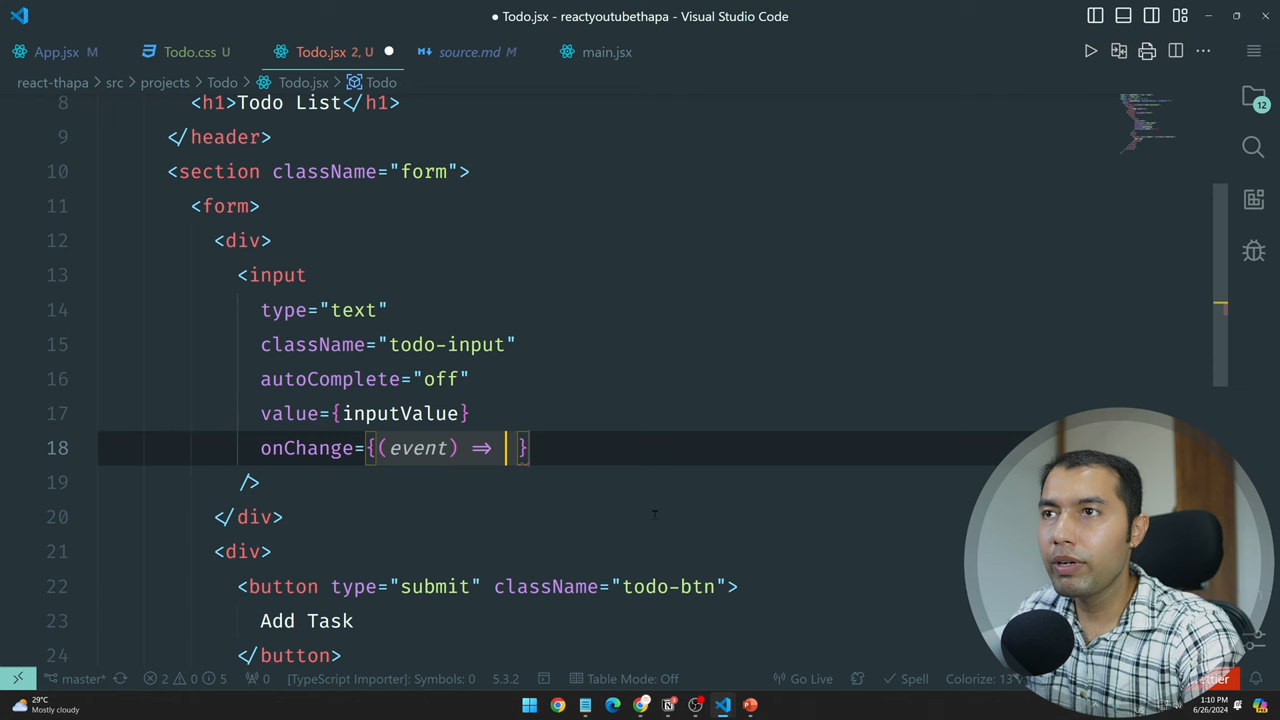 ● Todo.jsx - reactyoutubethapa - Visual Studio Code
App.jsx M
Todo.css U
Todo.jsx 2, U
source.md M
main.jsx
react-thapa > src > projects > Todo > Todo.jsx > Todo
8 <h1>Todo List</h1>
9 </header>
10 <section className="form">
11 <form>
12 <div>
13 <input
14 type="text"
15 className="todo-input"
16 autoComplete="off"
17 value={inputValue}
18 onChange={(event) => }
19 />
20 </div>
21 <div>
22 <button type="submit" className="todo-btn">
23 Add Task
24 </button>
12
master* 2 0 5 0 [TypeScript Importer]: Symbols: 0 5.3.2 Table Mode: Off Go Live Spell
29°C
Mostly cloudy
1:10 PM
6/26/2024